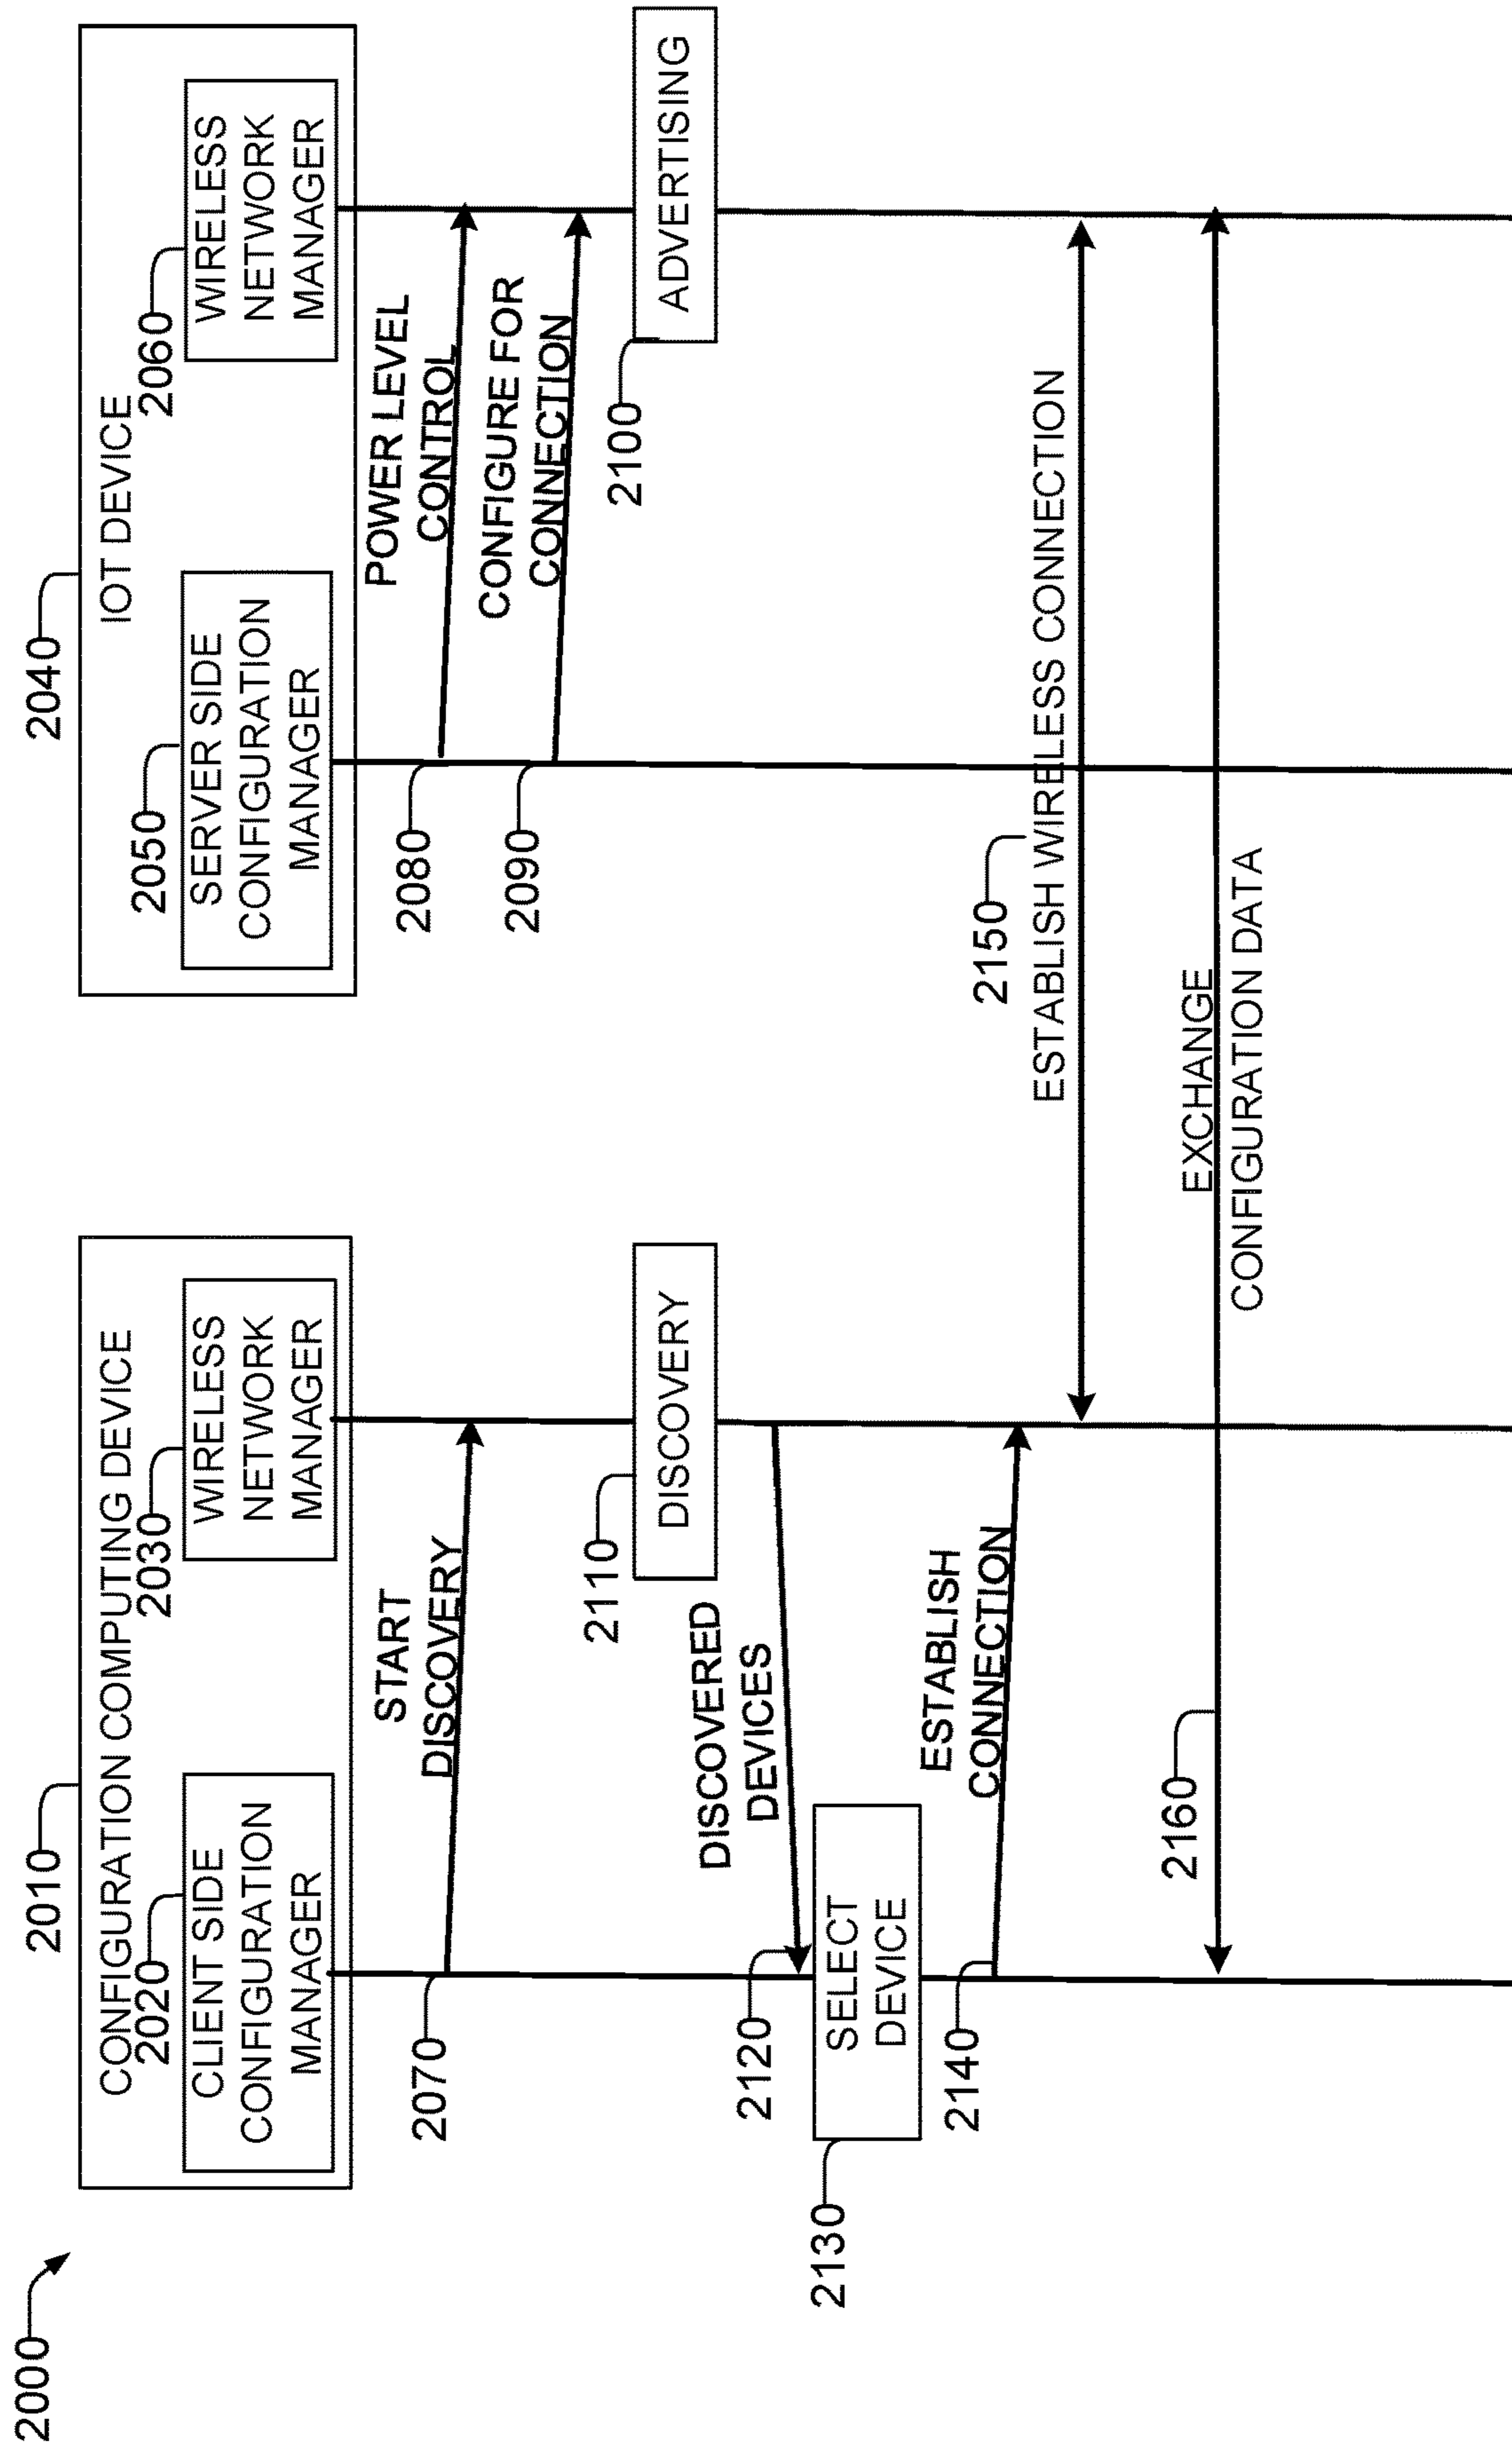 2000
2010
CONFIGURATION COMPUTING DEVICE
2020
CLIENT SIDE
CONFIGURATION
MANAGER
2030
WIRELESS
NETWORK
MANAGER
2040
IOT DEVICE
2050
SERVER SIDE
CONFIGURATION
MANAGER
2060
WIRELESS
NETWORK
MANAGER
2070
START
DISCOVERY
2080
POWER LEVEL
CONTROL
2090
CONFIGURE FOR
CONNECTION
2110
DISCOVERY
2100
ADVERTISING
2120
DISCOVERED
DEVICES
2130
SELECT
DEVICE
2140
ESTABLISH
CONNECTION
2150
ESTABLISH WIRELESS CONNECTION
2160
EXCHANGE
CONFIGURATION DATA